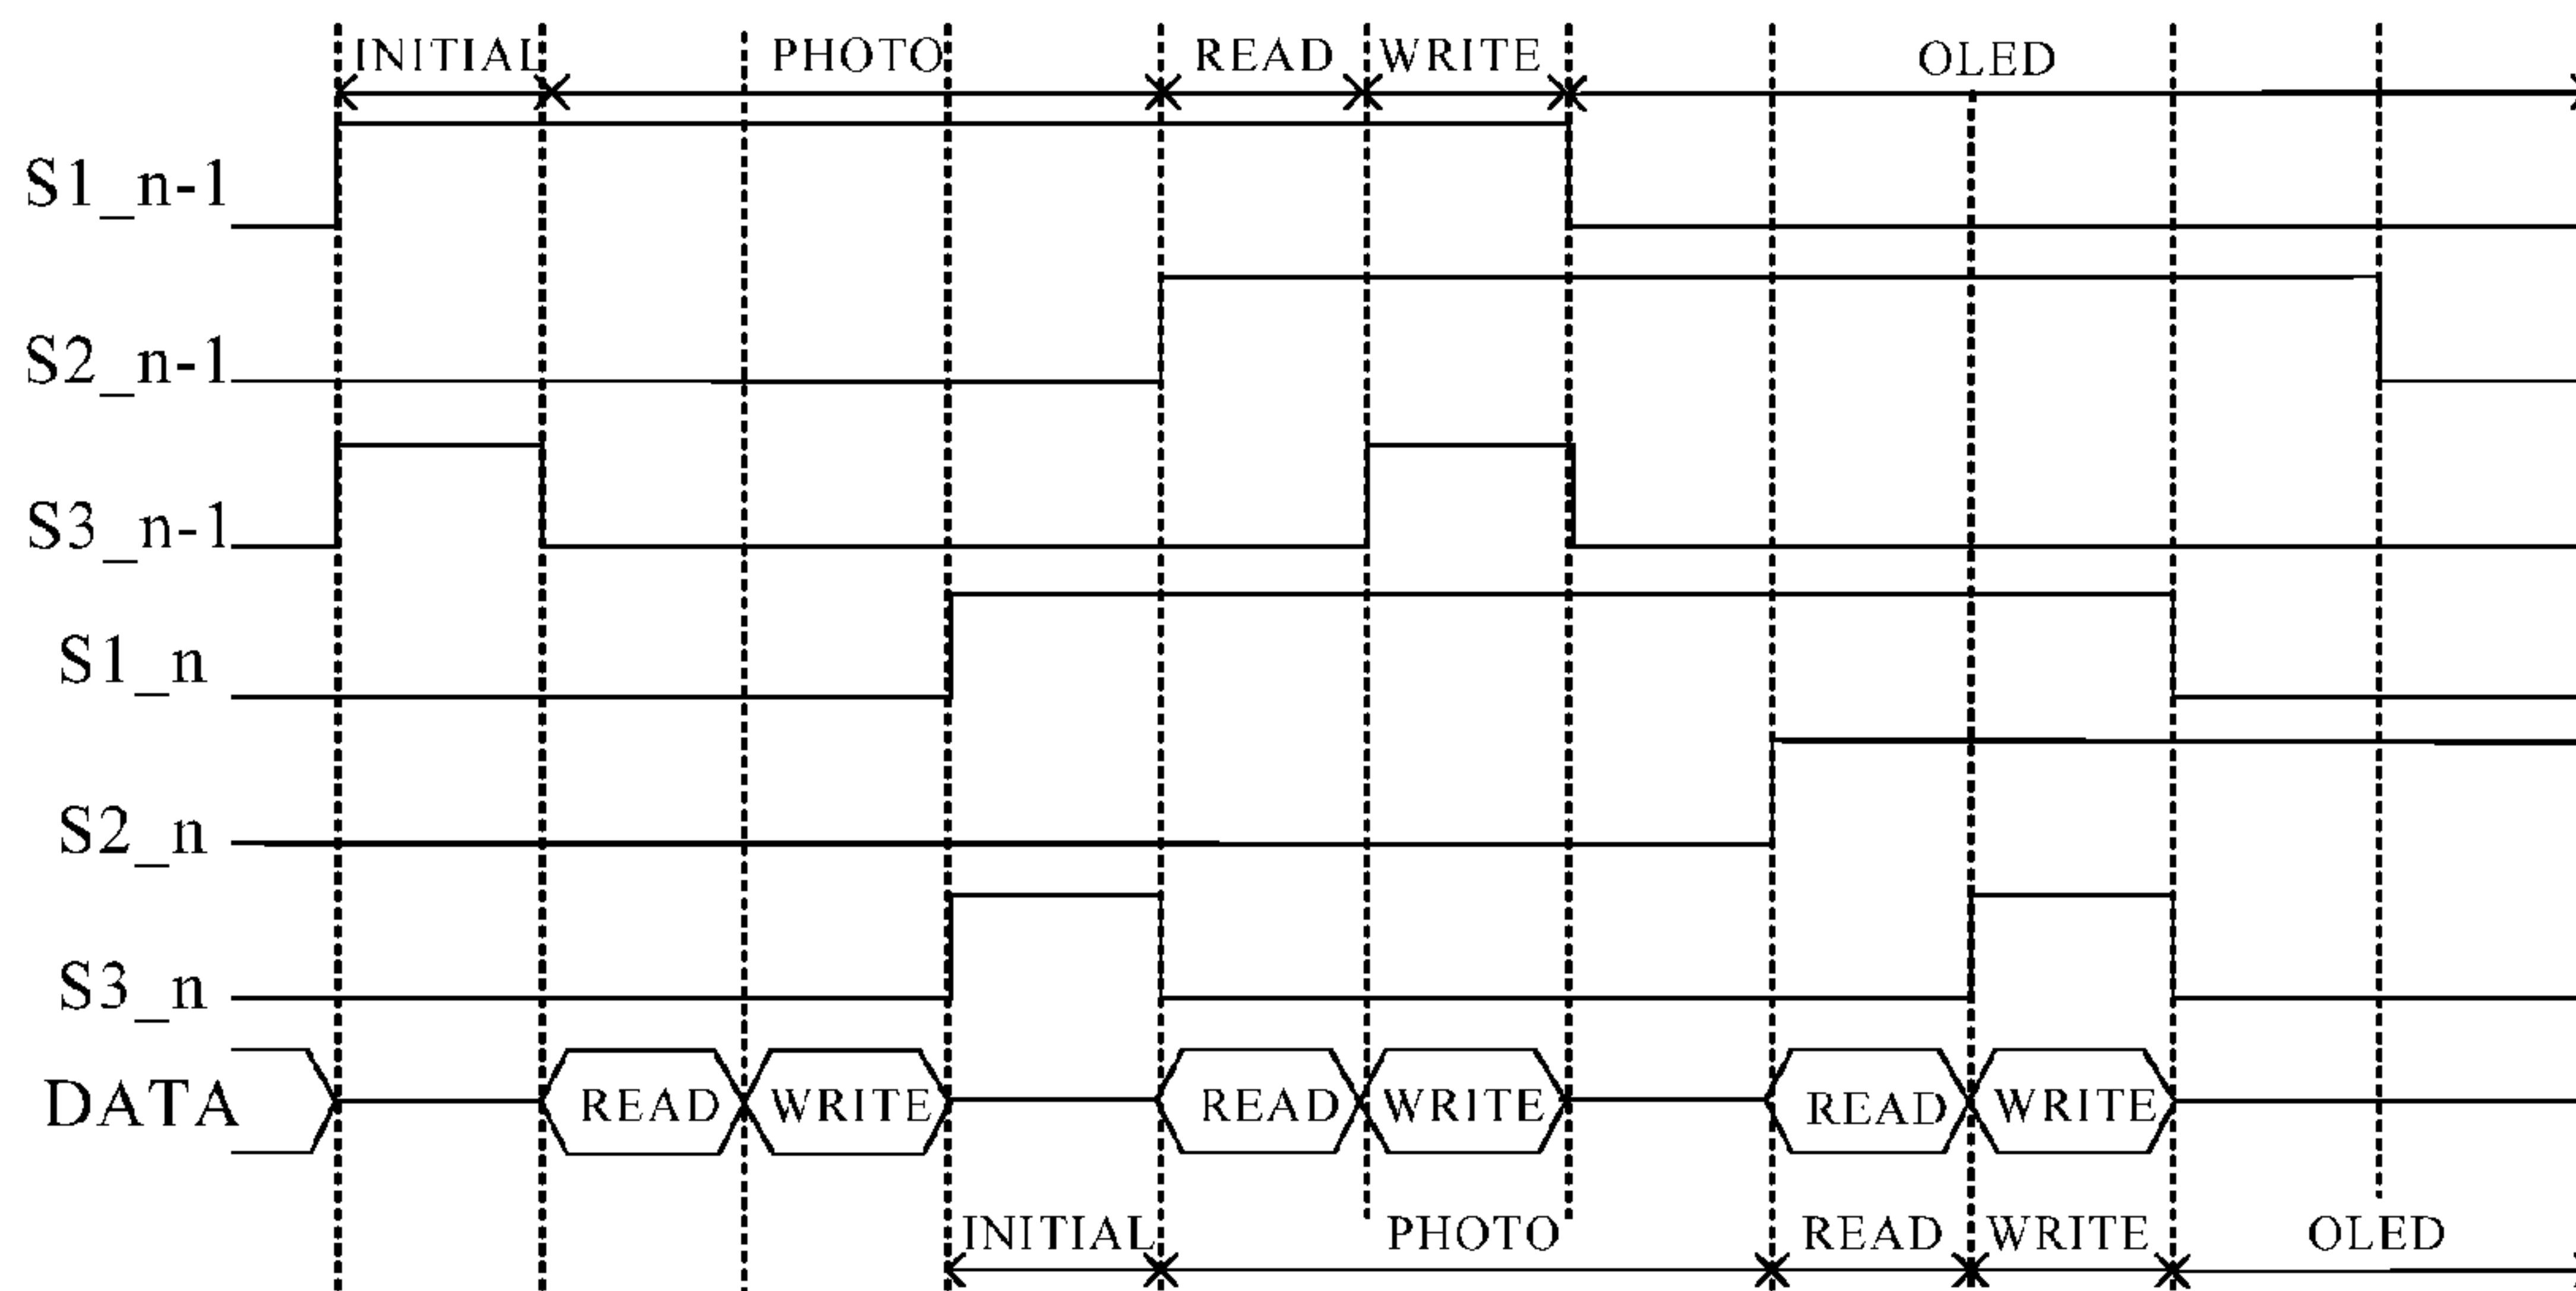 INITIAL PHOTO READ WRITE OLED
S1_n-1
S2_n-1
S3_n-1
S1_n
S2_n
S3_n
DATA READ WRITE READ WRITE READ WRITE
INITIAL PHOTO READ WRITE OLED